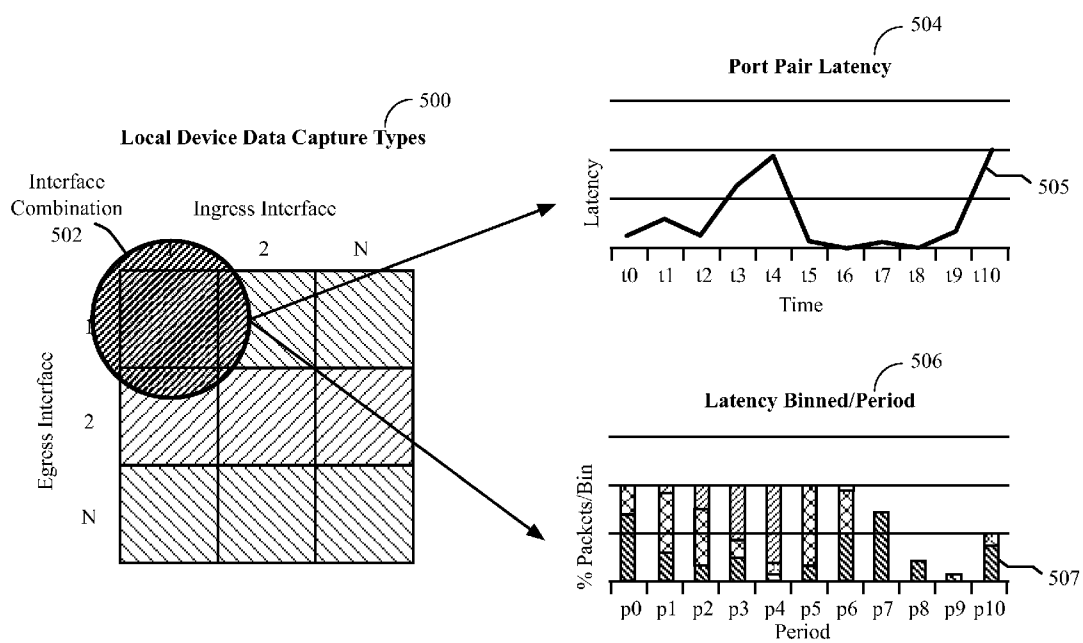 504
Port Pair Latency
500
Local Device Data Capture Types
Interface
Combination
502
Ingress Interface
2
N
Egress Interface
2
N
Latency
505
t0 t1 t2 t3 t4 t5 t6 t7 t8 t9 t10
Time
506
Latency Binned/Period
% Packets/Bin
507
p0 p1 p2 p3 p4 p5 p6 p7 p8 p9 p10
Period